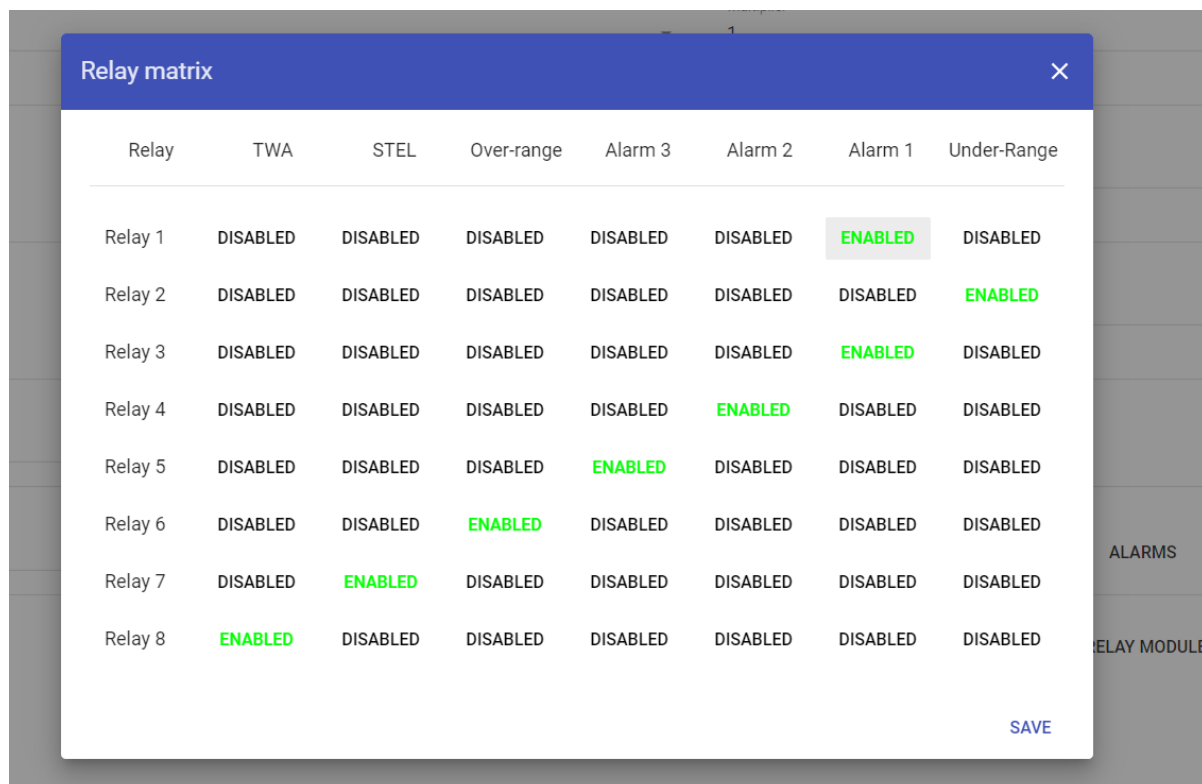 1
Relay matrix
Relay TWA STEL Over-range Alarm 3 Alarm 2 Alarm 1 Under-Range
Relay 1 DISABLED DISABLED DISABLED DISABLED DISABLED ENABLED DISABLED
Relay 2 DISABLED DISABLED DISABLED DISABLED DISABLED DISABLED ENABLED
Relay 3 DISABLED DISABLED DISABLED DISABLED DISABLED ENABLED DISABLED
Relay 4 DISABLED DISABLED DISABLED DISABLED ENABLED DISABLED DISABLED
Relay 5 DISABLED DISABLED DISABLED ENABLED DISABLED DISABLED DISABLED
Relay 6 DISABLED DISABLED ENABLED DISABLED DISABLED DISABLED DISABLED
Relay 7 DISABLED ENABLED DISABLED DISABLED DISABLED DISABLED DISABLED
Relay 8 ENABLED DISABLED DISABLED DISABLED DISABLED DISABLED DISABLED
SAVE
ALARMS
ELAY MODULE